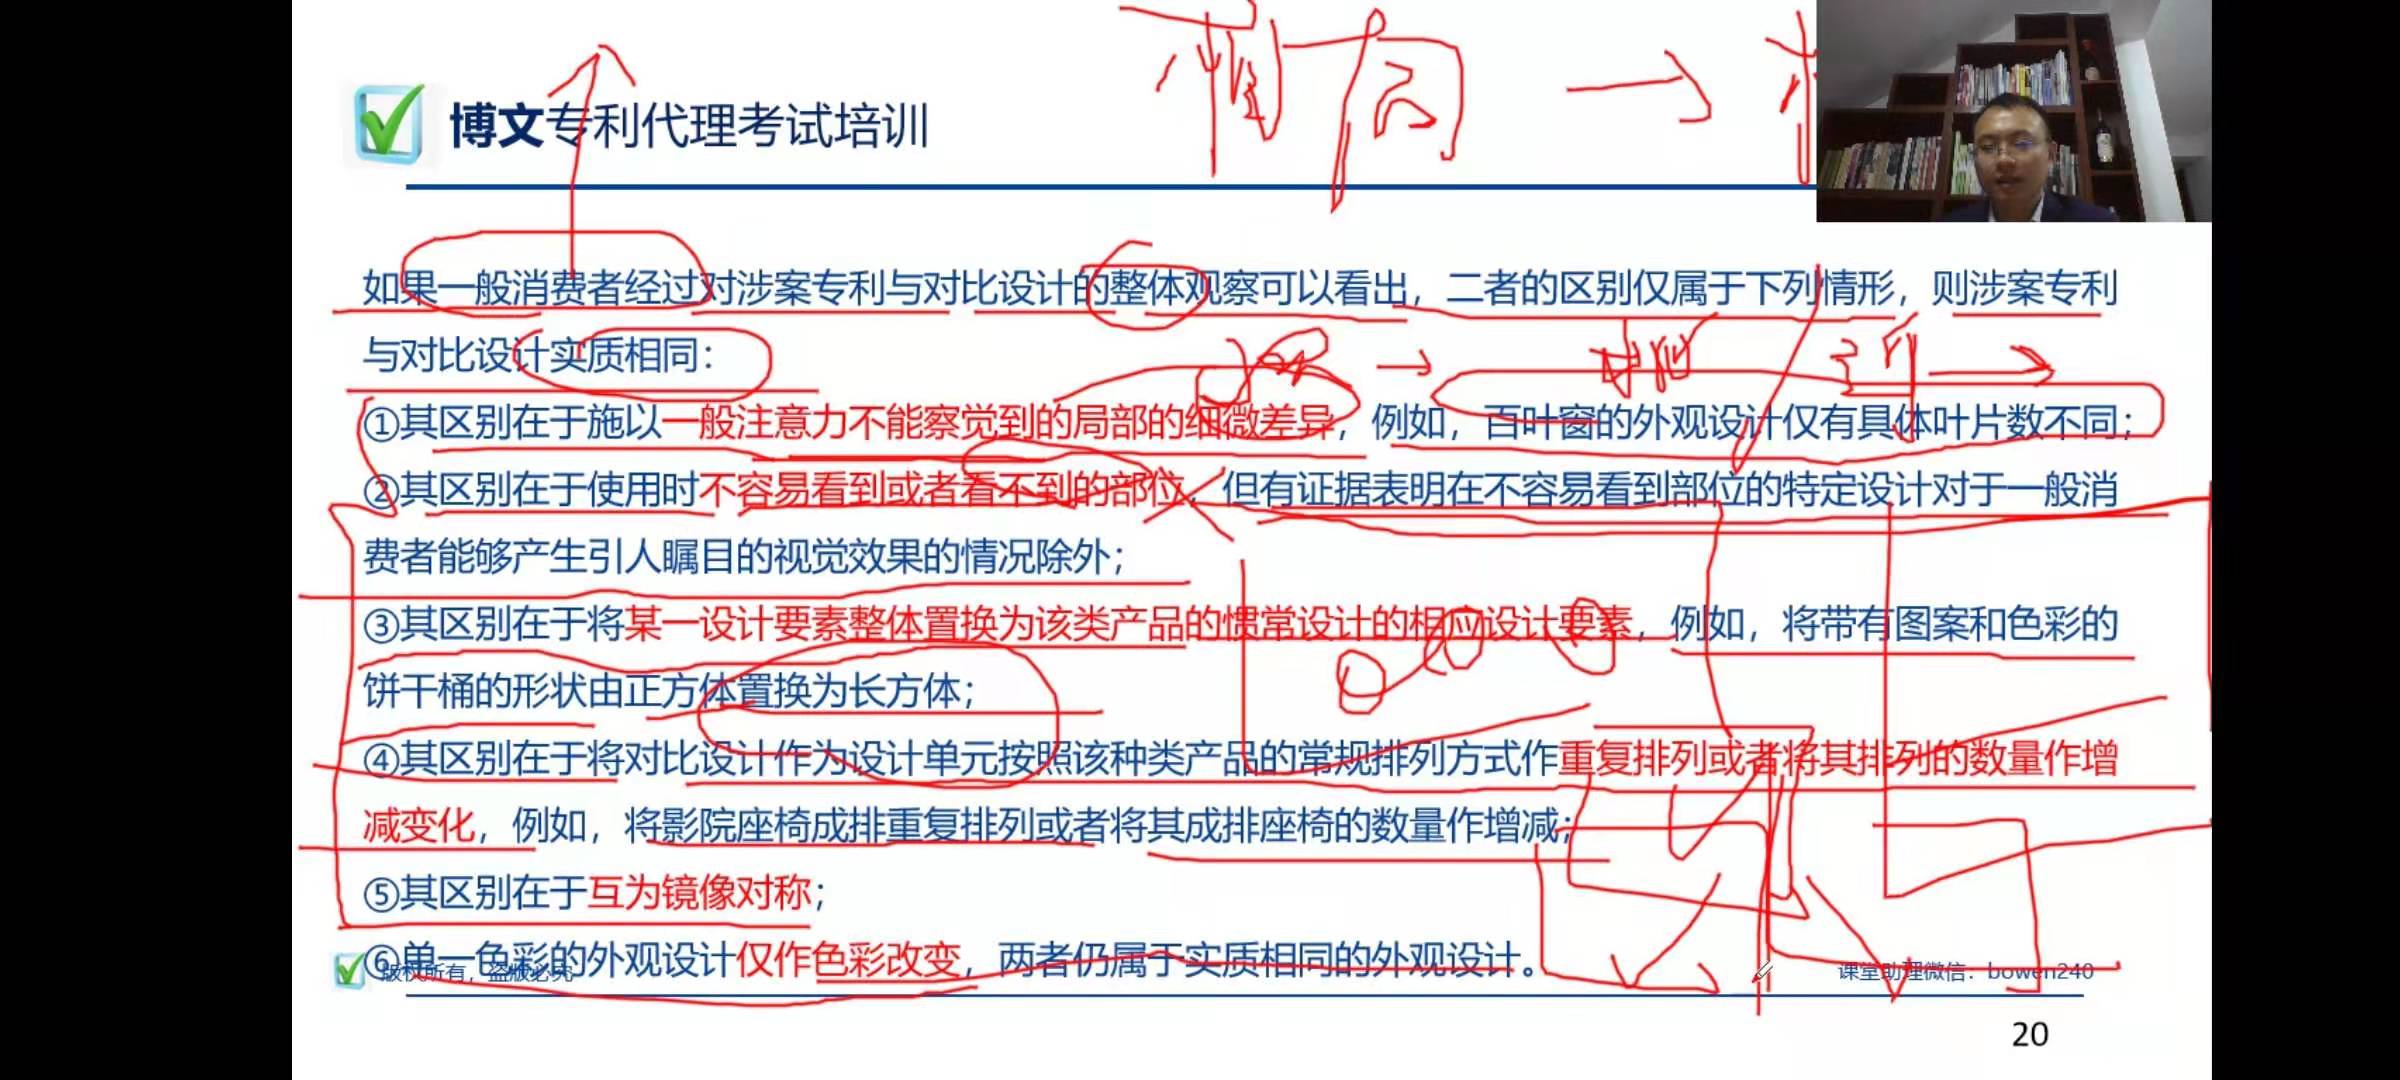 博文专利代理考试培训
相同 →
如果一般消费者经过对涉案专利与对比设计的整体观察可以看出，二者的区别仅属于下列情形，则涉案专利
与对比设计实质相同：
①其区别在于施以一般注意力不能察觉到的局部的细微差异，例如，百叶窗的外观设计仅有具体叶片数不同；
②其区别在于使用时不容易看到或者看不到的部位，但有证据表明在不容易看到部位的特定设计对于一般消
费者能够产生引人瞩目的视觉效果的情况除外；
③其区别在于将某一设计要素整体置换为该类产品的惯常设计的相应设计要素，例如，将带有图案和色彩的
饼干桶的形状由正方体置换为长方体；
④其区别在于将对比设计作为设计单元按照该种类产品的常规排列方式作重复排列或者将其排列的数量作增
减变化，例如，将影院座椅成排重复排列或者将其成排座椅的数量作增减；
⑤其区别在于互为镜像对称；
⑥单一色彩的外观设计仅作色彩改变，两者仍属于实质相同的外观设计。
版权所有，盗版必究
课堂助理微信：bowen240
20